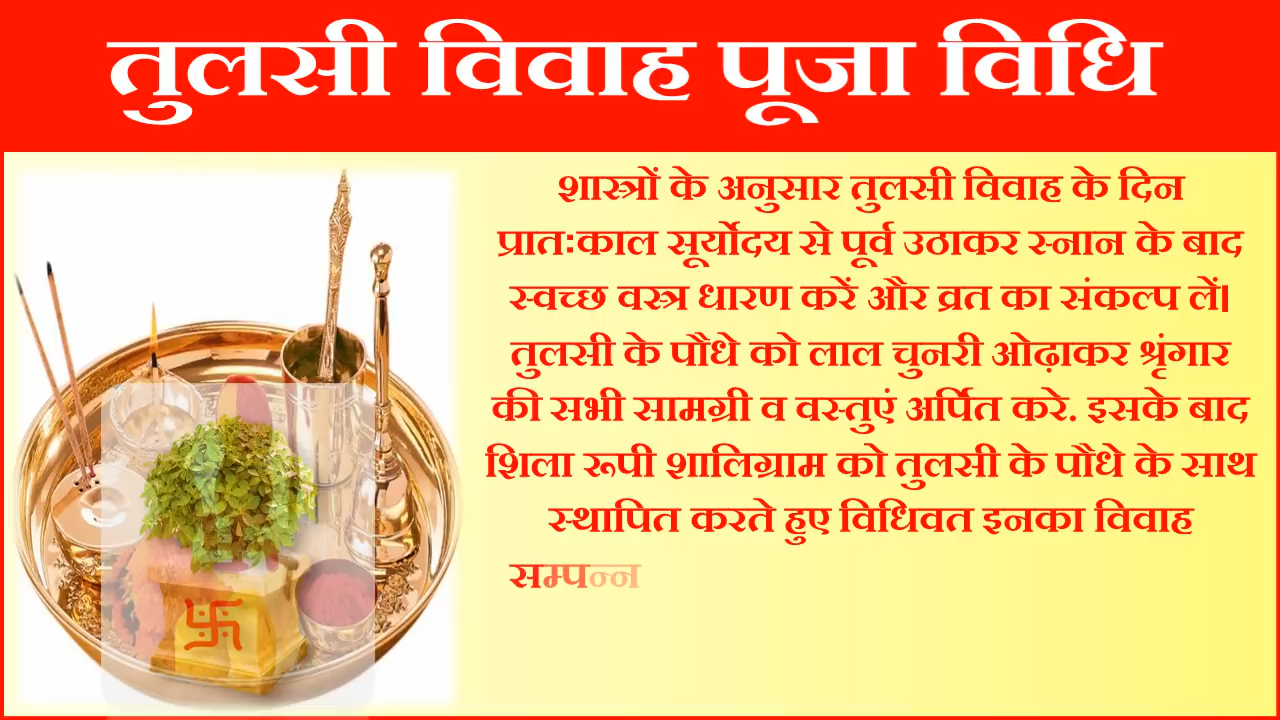 तुलसी विवाह पूजा विधि
शास्त्रों के अनुसार तुलसी विवाह के दिन
प्रातःकाल सूर्योदय से पूर्व उठाकर स्नान के बाद
स्वच्छ वस्त्र धारण करें और व्रत का संकल्प लें।
तुलसी के पौधे को लाल चुनरी ओढ़ाकर श्रृंगार
की सभी सामग्री व वस्तुएं अर्पित करे. इसके बाद
शिला रूपी शालिग्राम को तुलसी के पौधे के साथ
स्थापित करते हुए विधिवत इनका विवाह
सम्पन्न